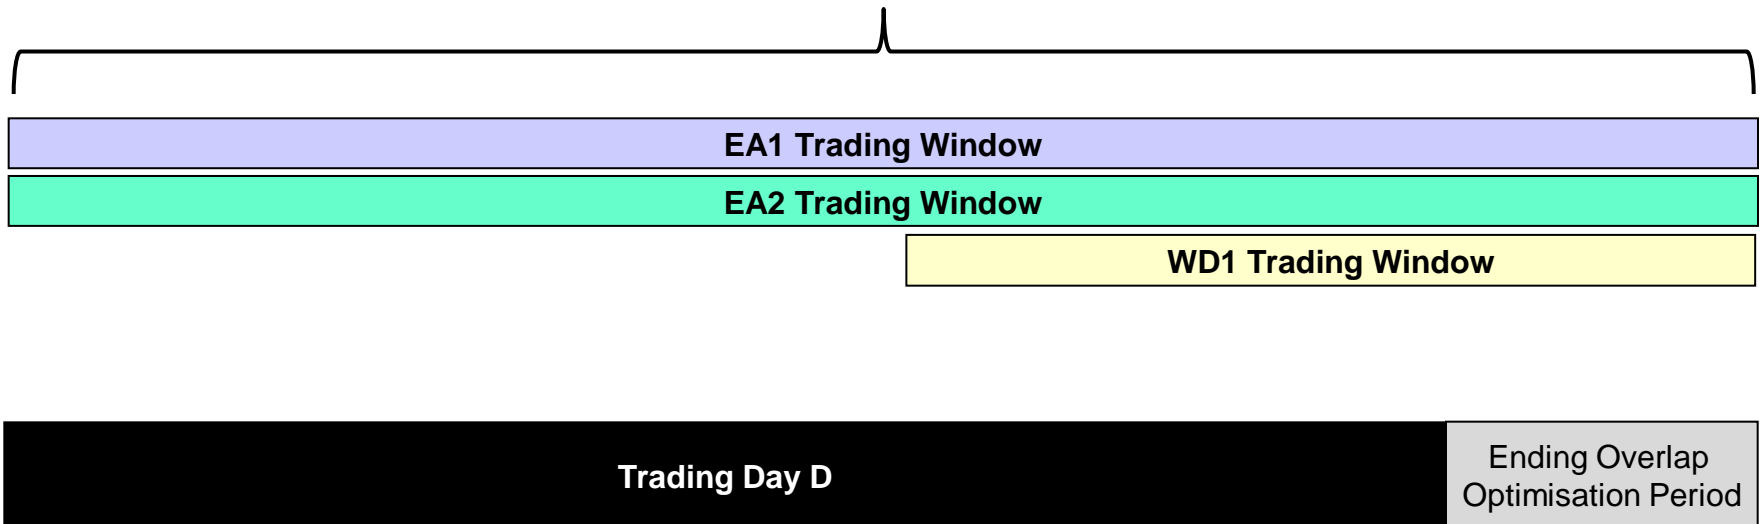 EA1 Trading Window
EA2 Trading Window
WD1 Trading Window
Trading Day D
Ending Overlap
Optimisation Period